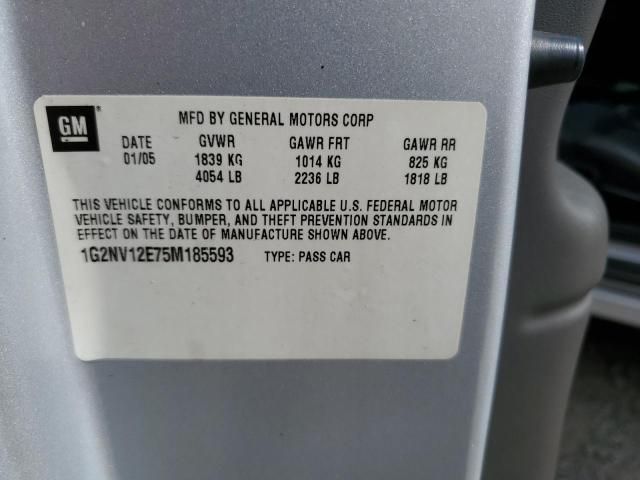 GM®
MFD BY GENERAL MOTORS CORP
DATE GVWR GAWR FRT GAWR RR
01/05 1839 KG 1014 KG 825 KG
4054 LB 2236 LB 1818 LB
THIS VEHICLE CONFORMS TO ALL APPLICABLE U.S. FEDERAL MOTOR
VEHICLE SAFETY, BUMPER, AND THEFT PREVENTION STANDARDS IN
EFFECT ON THE DATE OF MANUFACTURE SHOWN ABOVE.
1G2NV12E75M185593 TYPE: PASS CAR